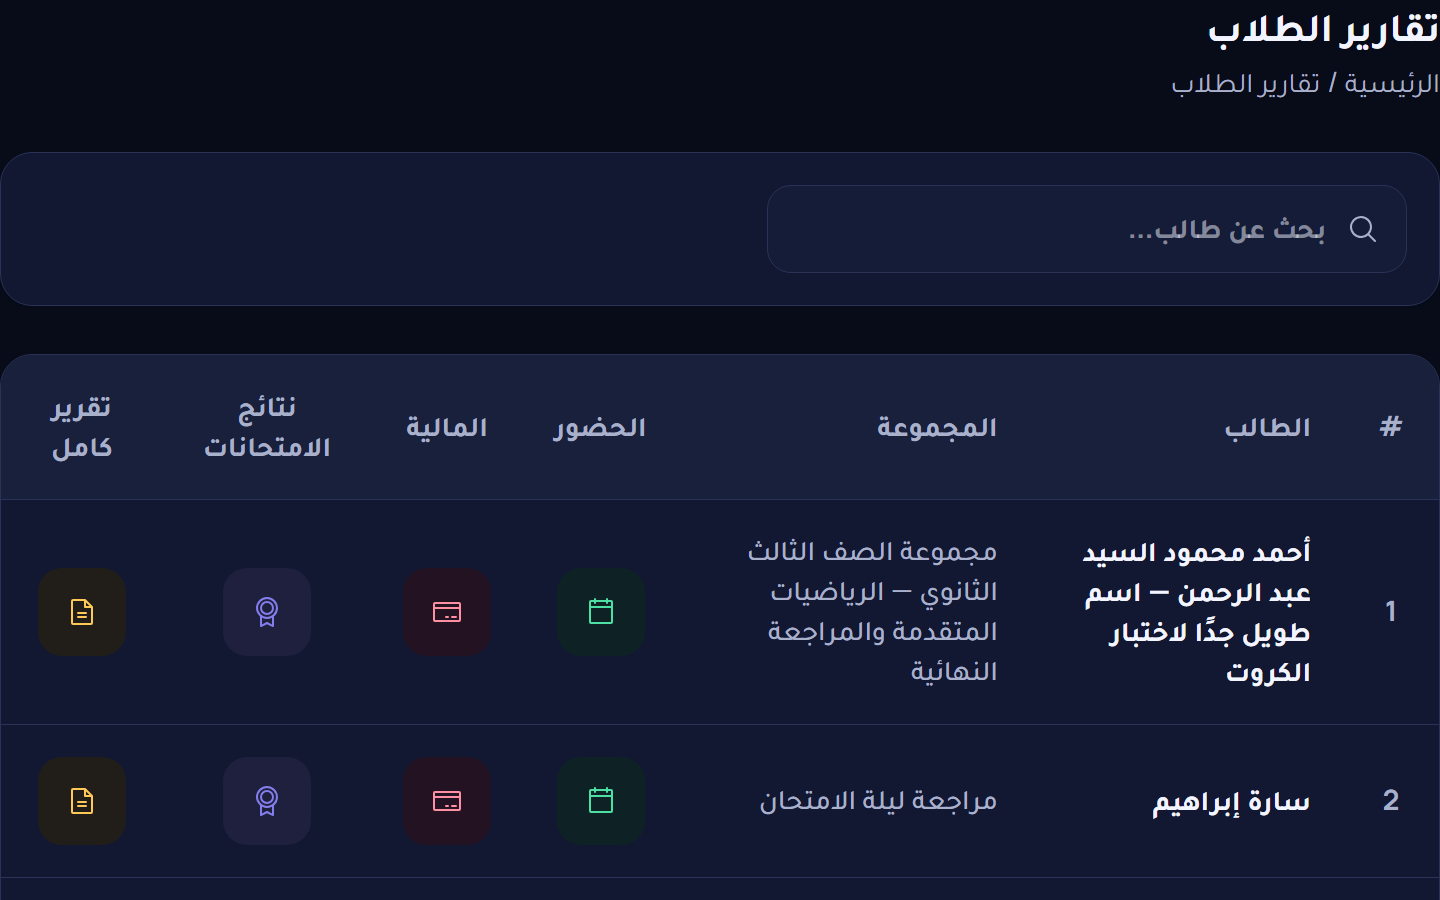 تقارير الطلاب
الرئيسية / تقارير الطلاب
بحث عن طالب...
# الطالب المجموعة الحضور المالية نتائج الامتحانات تقرير كامل
1
أحمد محمود السيد
عبد الرحمن – اسم
طويل جدًا لاختبار
الكروت
مجموعة الصف الثالث
الثانوي – الرياضيات
المتقدمة والمراجعة
النهائية
2
سارة إبراهيم
مراجعة ليلة الامتحان